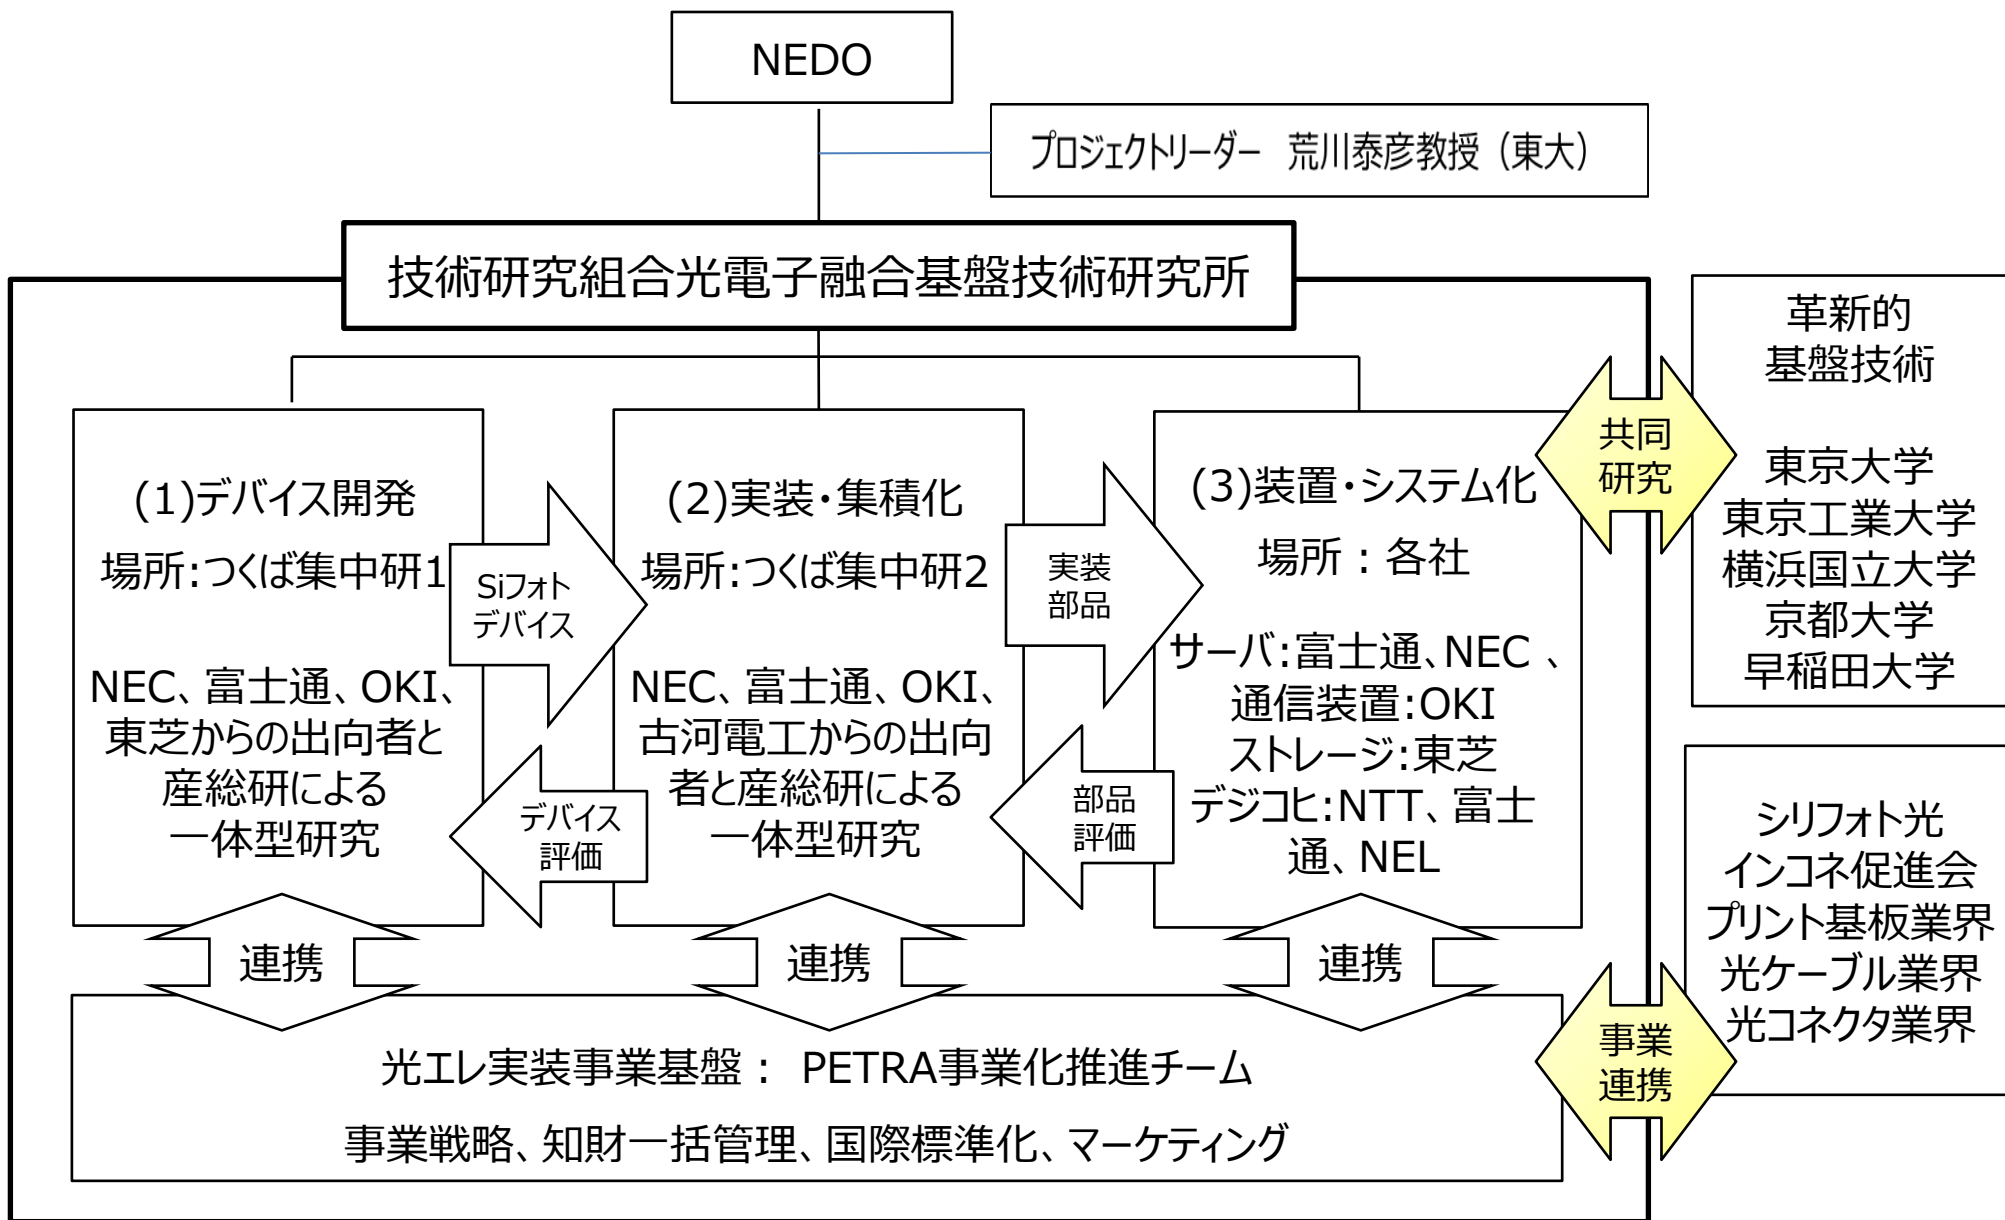 NEDO
プロジェクトリーダー　荒川泰彦教授（東大）
技術研究組合光電子融合基盤技術研究所
(1)デバイス開発
場所:つくば集中研1
NEC、富士通、OKI、
東芝からの出向者と
産総研による
一体型研究
Siフォト
デバイス
デバイス
評価
(2)実装・集積化
場所:つくば集中研2
NEC、富士通、OKI、
古河電工からの出向
者と産総研による
一体型研究
実装
部品
部品
評価
(3)装置・システム化
場所：各社
サーバ:富士通、NEC 、
通信装置:OKI
ストレージ:東芝
デジコヒ:NTT、富士
通、NEL
共同
研究
革新的
基盤技術
東京大学
東京工業大学
横浜国立大学
京都大学
早稲田大学
連携
連携
連携
光エレ実装事業基盤： PETRA事業化推進チーム
事業戦略、知財一括管理、国際標準化、マーケティング
事業
連携
シリフォト光
インコネ促進会
プリント基板業界
光ケーブル業界
光コネクタ業界